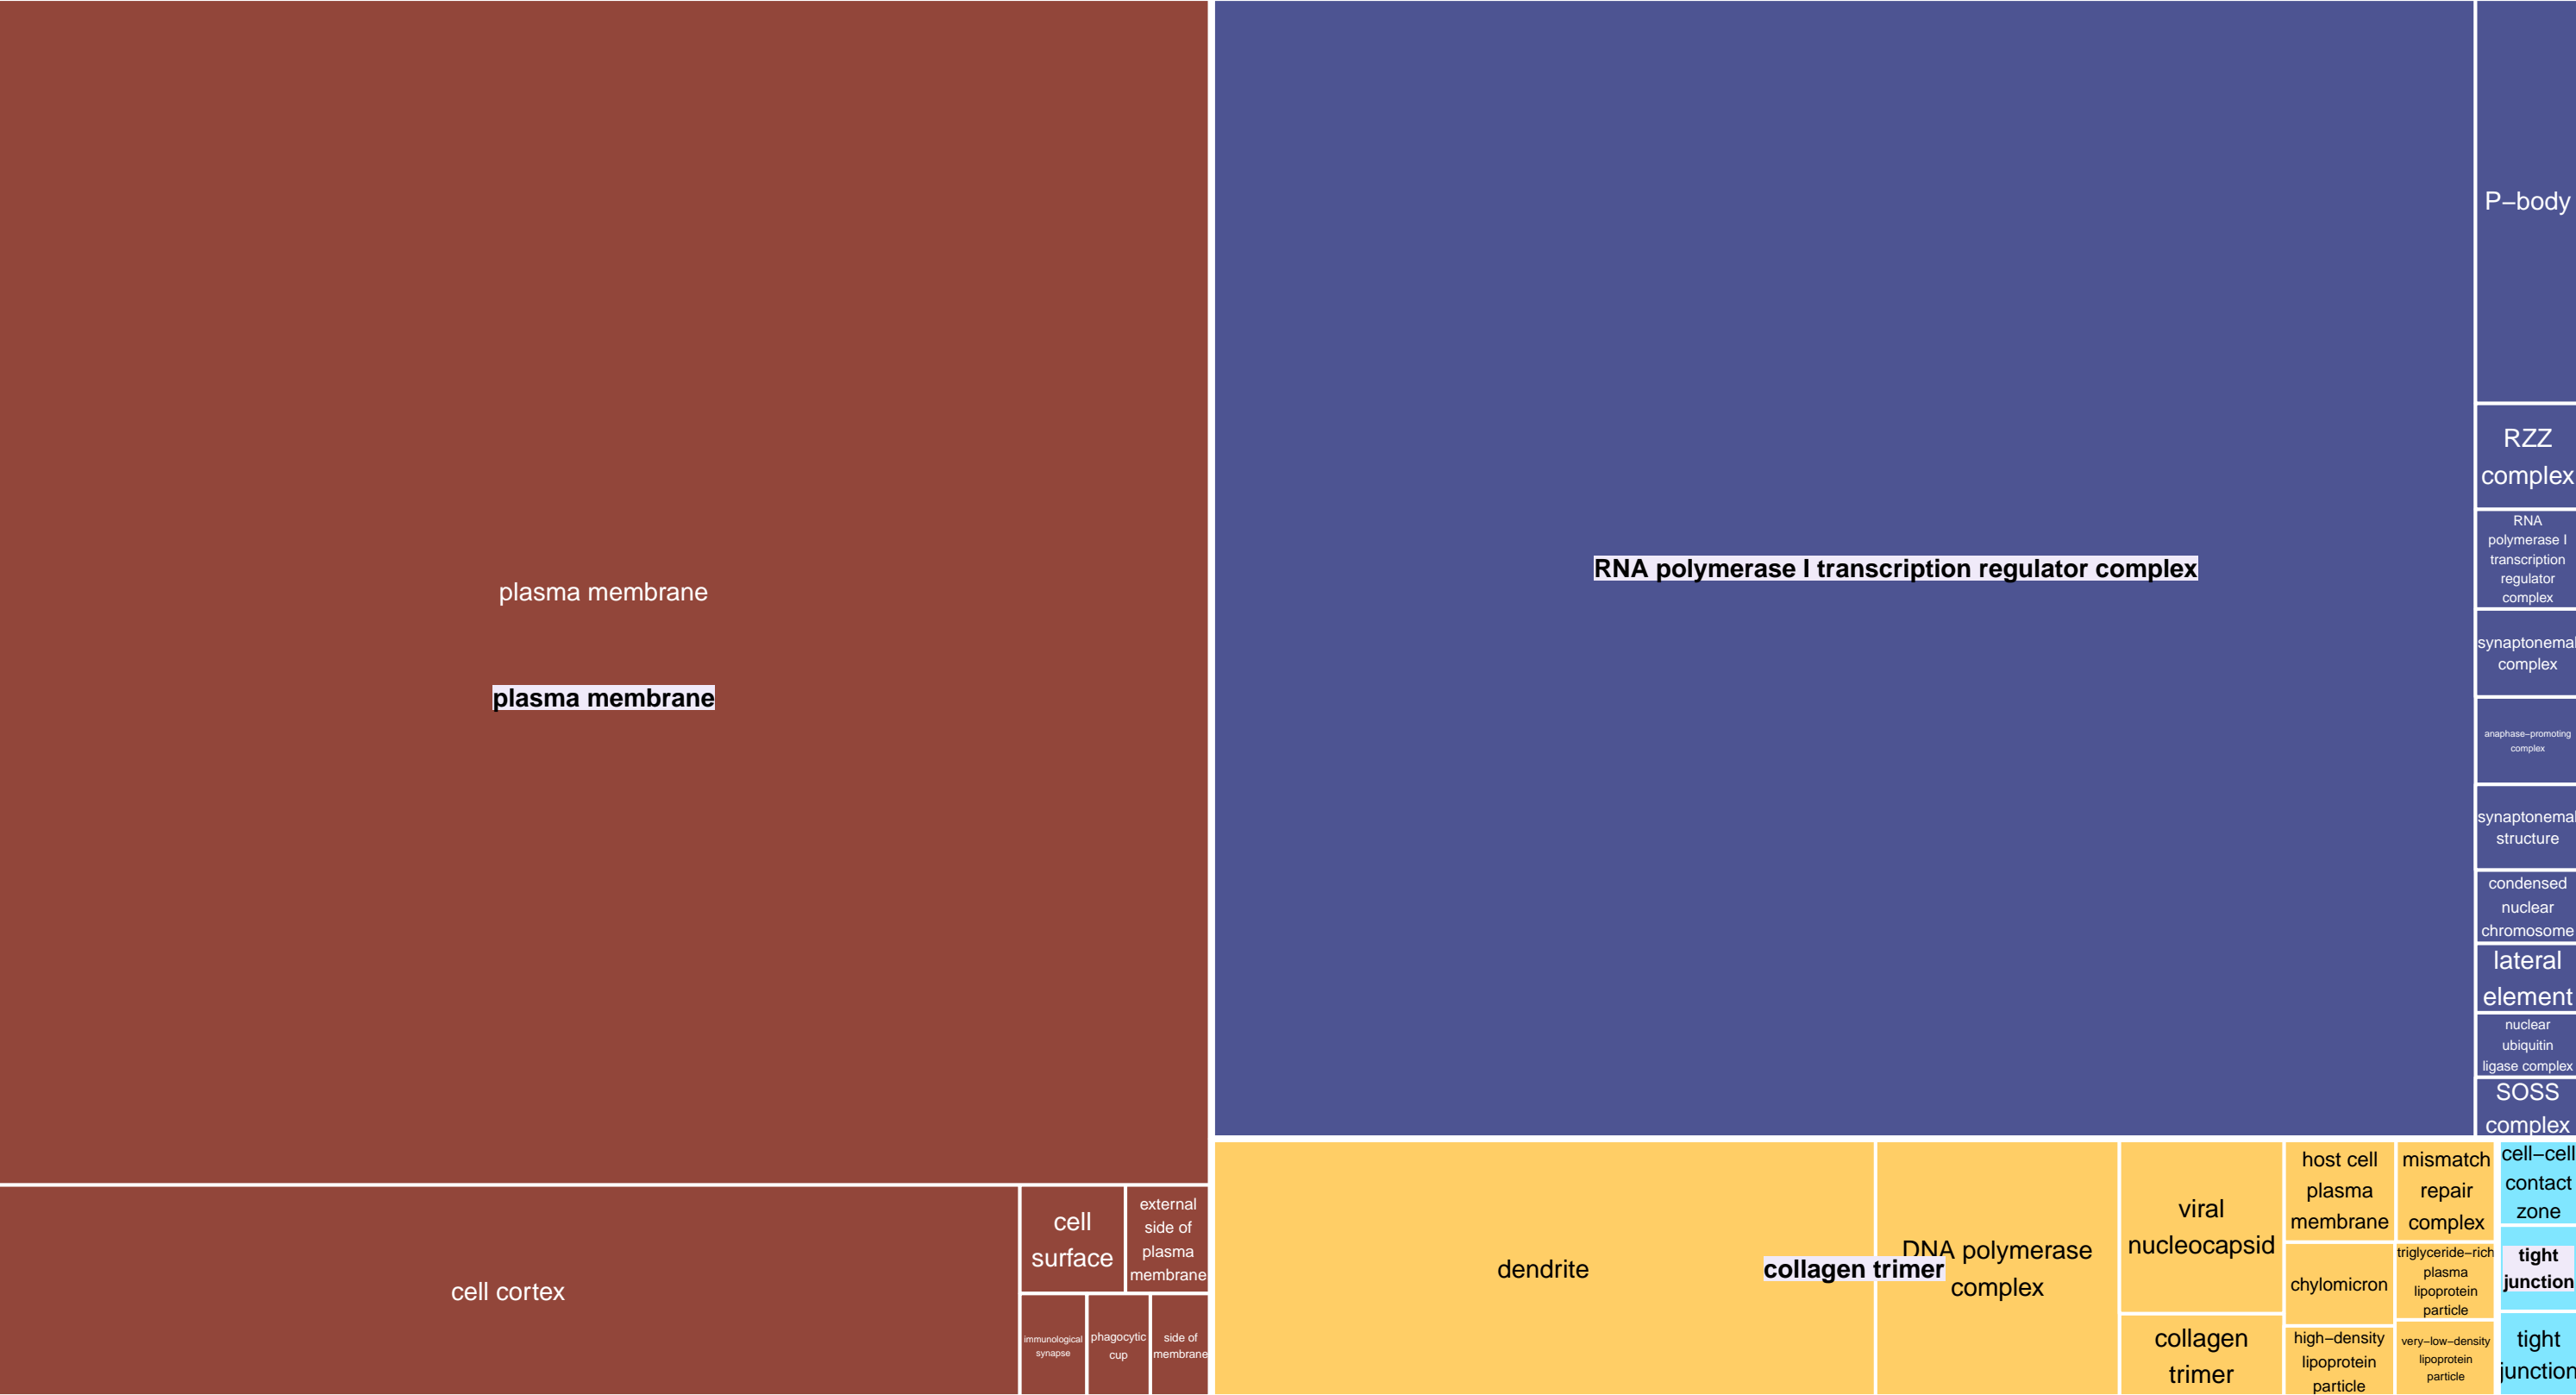 plasma membrane
plasma membrane
cell cortex
cell
surface
external
side of
plasma
membrane
immunological
synapse
phagocytic
cup
side of
membrane
RNA polymerase I transcription regulator complex
P−body
RZZ
complex
RNA
polymerase I
transcription
regulator
complex
synaptonemal
complex
anaphase−promoting
complex
synaptonemal
structure
condensed
nuclear
chromosome
lateral
element
nuclear
ubiquitin
ligase complex
SOSS
complex
dendrite
collagen trimer
DNA polymerase
complex
viral
nucleocapsid
collagen
trimer
host cell
plasma
membrane
mismatch
repair
complex
chylomicron
triglyceride−rich
plasma
lipoprotein
particle
high−density
lipoprotein
particle
very−low−density
lipoprotein
particle
cell−cell
contact
zone
tight
junction
tight
junction